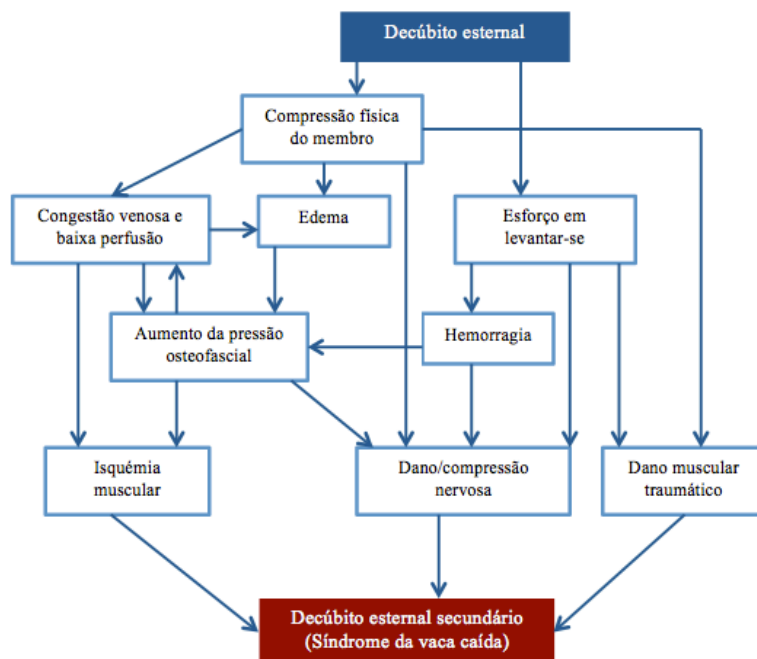 Decúbito esternal
Compressão física
do membro
Congestão venosa e
baixa perfusão
Edema
Esforço em
levantar-se
Aumento da pressão
osteofascial
Hemorragia
Isquémia
muscular
Dano/compressão
nervosa
Dano muscular
traumático
Decúbito esternal secundário
(Síndrome da vaca caída)